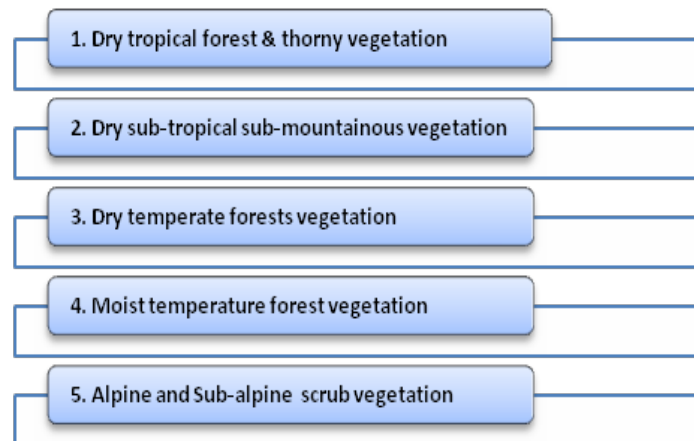 1. Dry tropical forest & thorny vegetation
2. Dry sub-tropical sub-mountainous vegetation
3. Dry temperate forests vegetation
4. Moist temperature forest vegetation
5. Alpine and Sub-alpine scrub vegetation